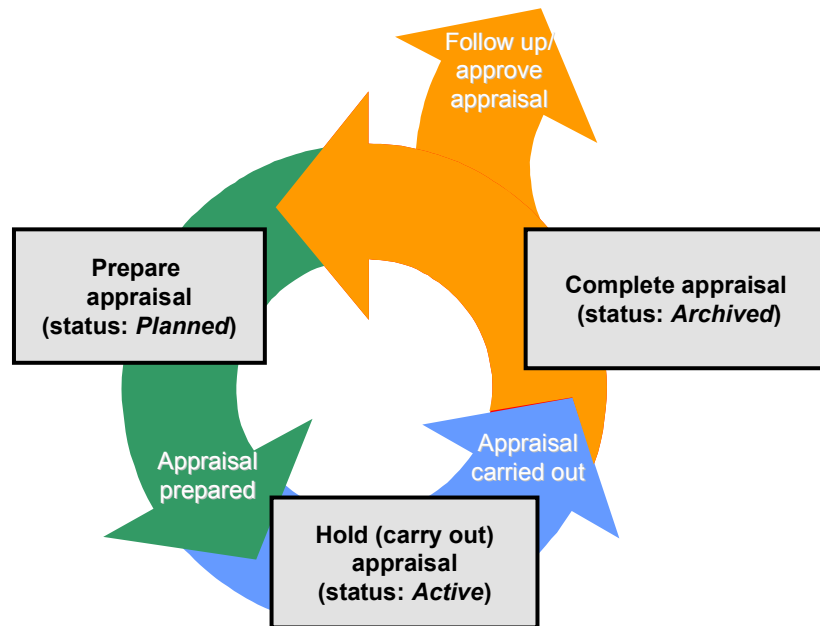 Follow up/
approve
appraisal
Prepare
appraisal
(status: Planned)
Complete appraisal
(status: Archived)
Appraisal
prepared
Appraisal
carried out
Hold (carry out)
appraisal
(status: Active)